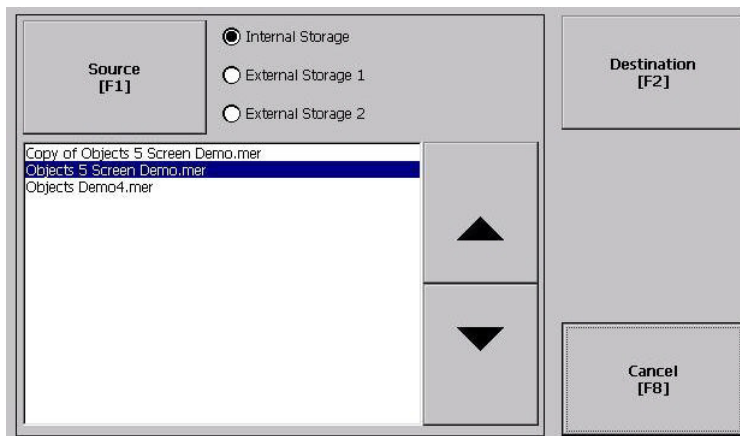 Source
[F1]
Internal Storage
External Storage 1
External Storage 2
Destination
[F2]
Copy of Objects 5 Screen Demo.mer
Objects 5 Screen Demo.mer
Objects Demo4.mer
Cancel
[F8]